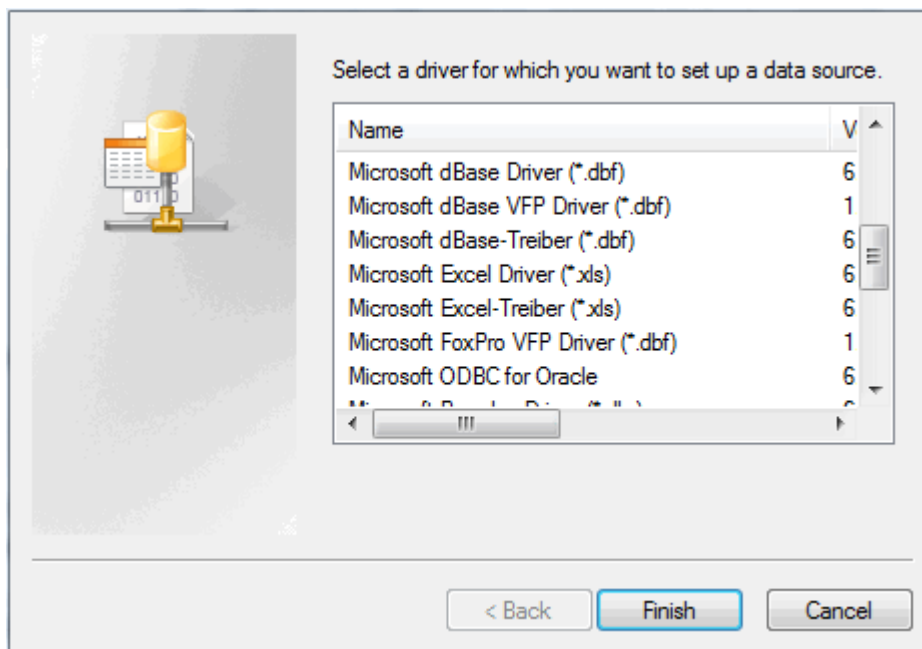 Select a driver for which you want to set up a data source.
Name V
Microsoft dBase Driver (*.dbf) 6
Microsoft dBase VFP Driver (*.dbf) 1
Microsoft dBase-Treiber (*.dbf) 6
Microsoft Excel Driver (*.xls) 6
Microsoft Excel-Treiber (*.xls) 6
Microsoft FoxPro VFP Driver (*.dbf) 1
Microsoft ODBC for Oracle 6
< Back Finish Cancel